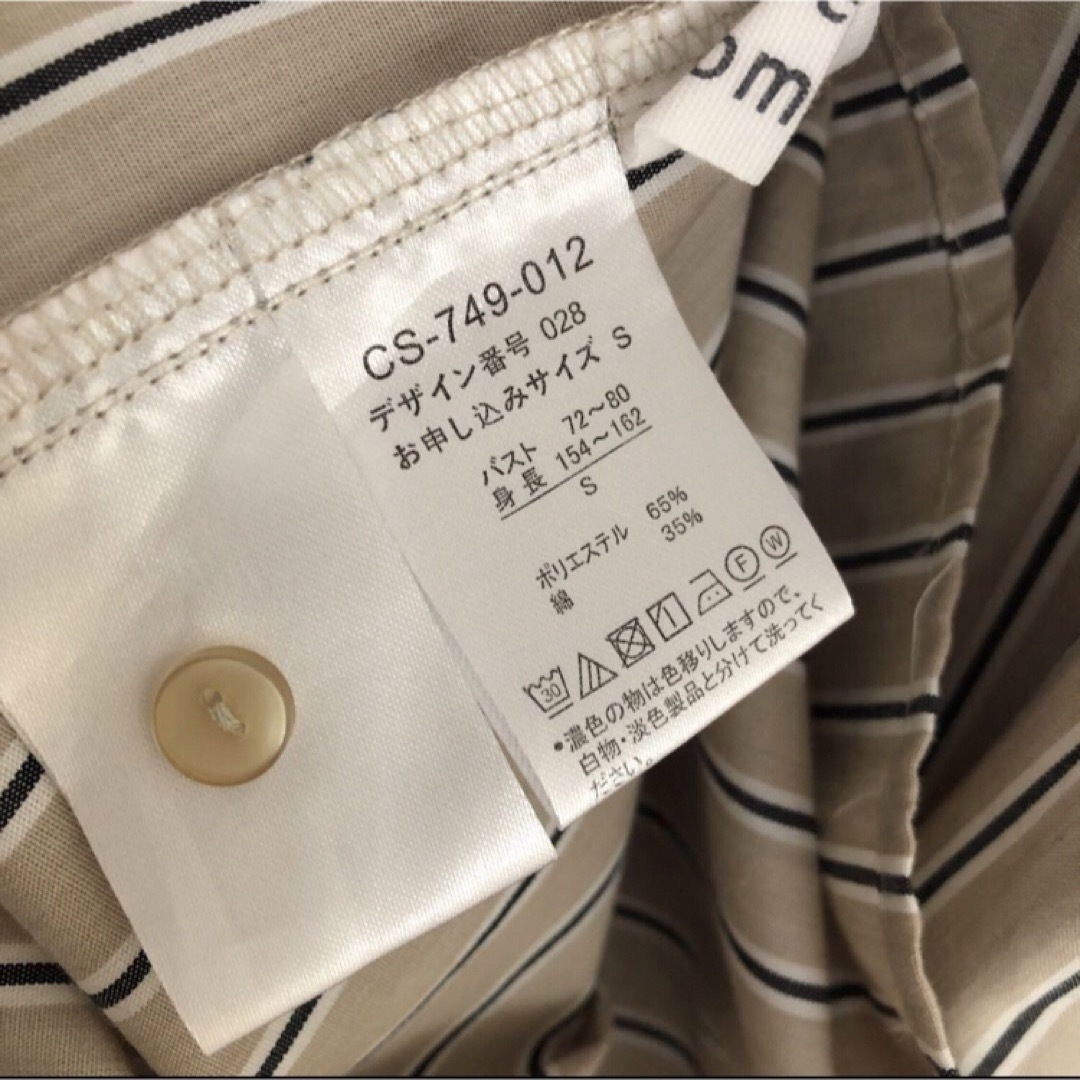 om
CS-749-012
デザイン番号 028
お申し込みサイズ S
バスト 72～80
身長 154～162
S
ポリエステル 65%
綿 35%
30
1
F
W
•濃色の物は色移りしますので、
白物・淡色製品と分けて洗ってく
ださい。